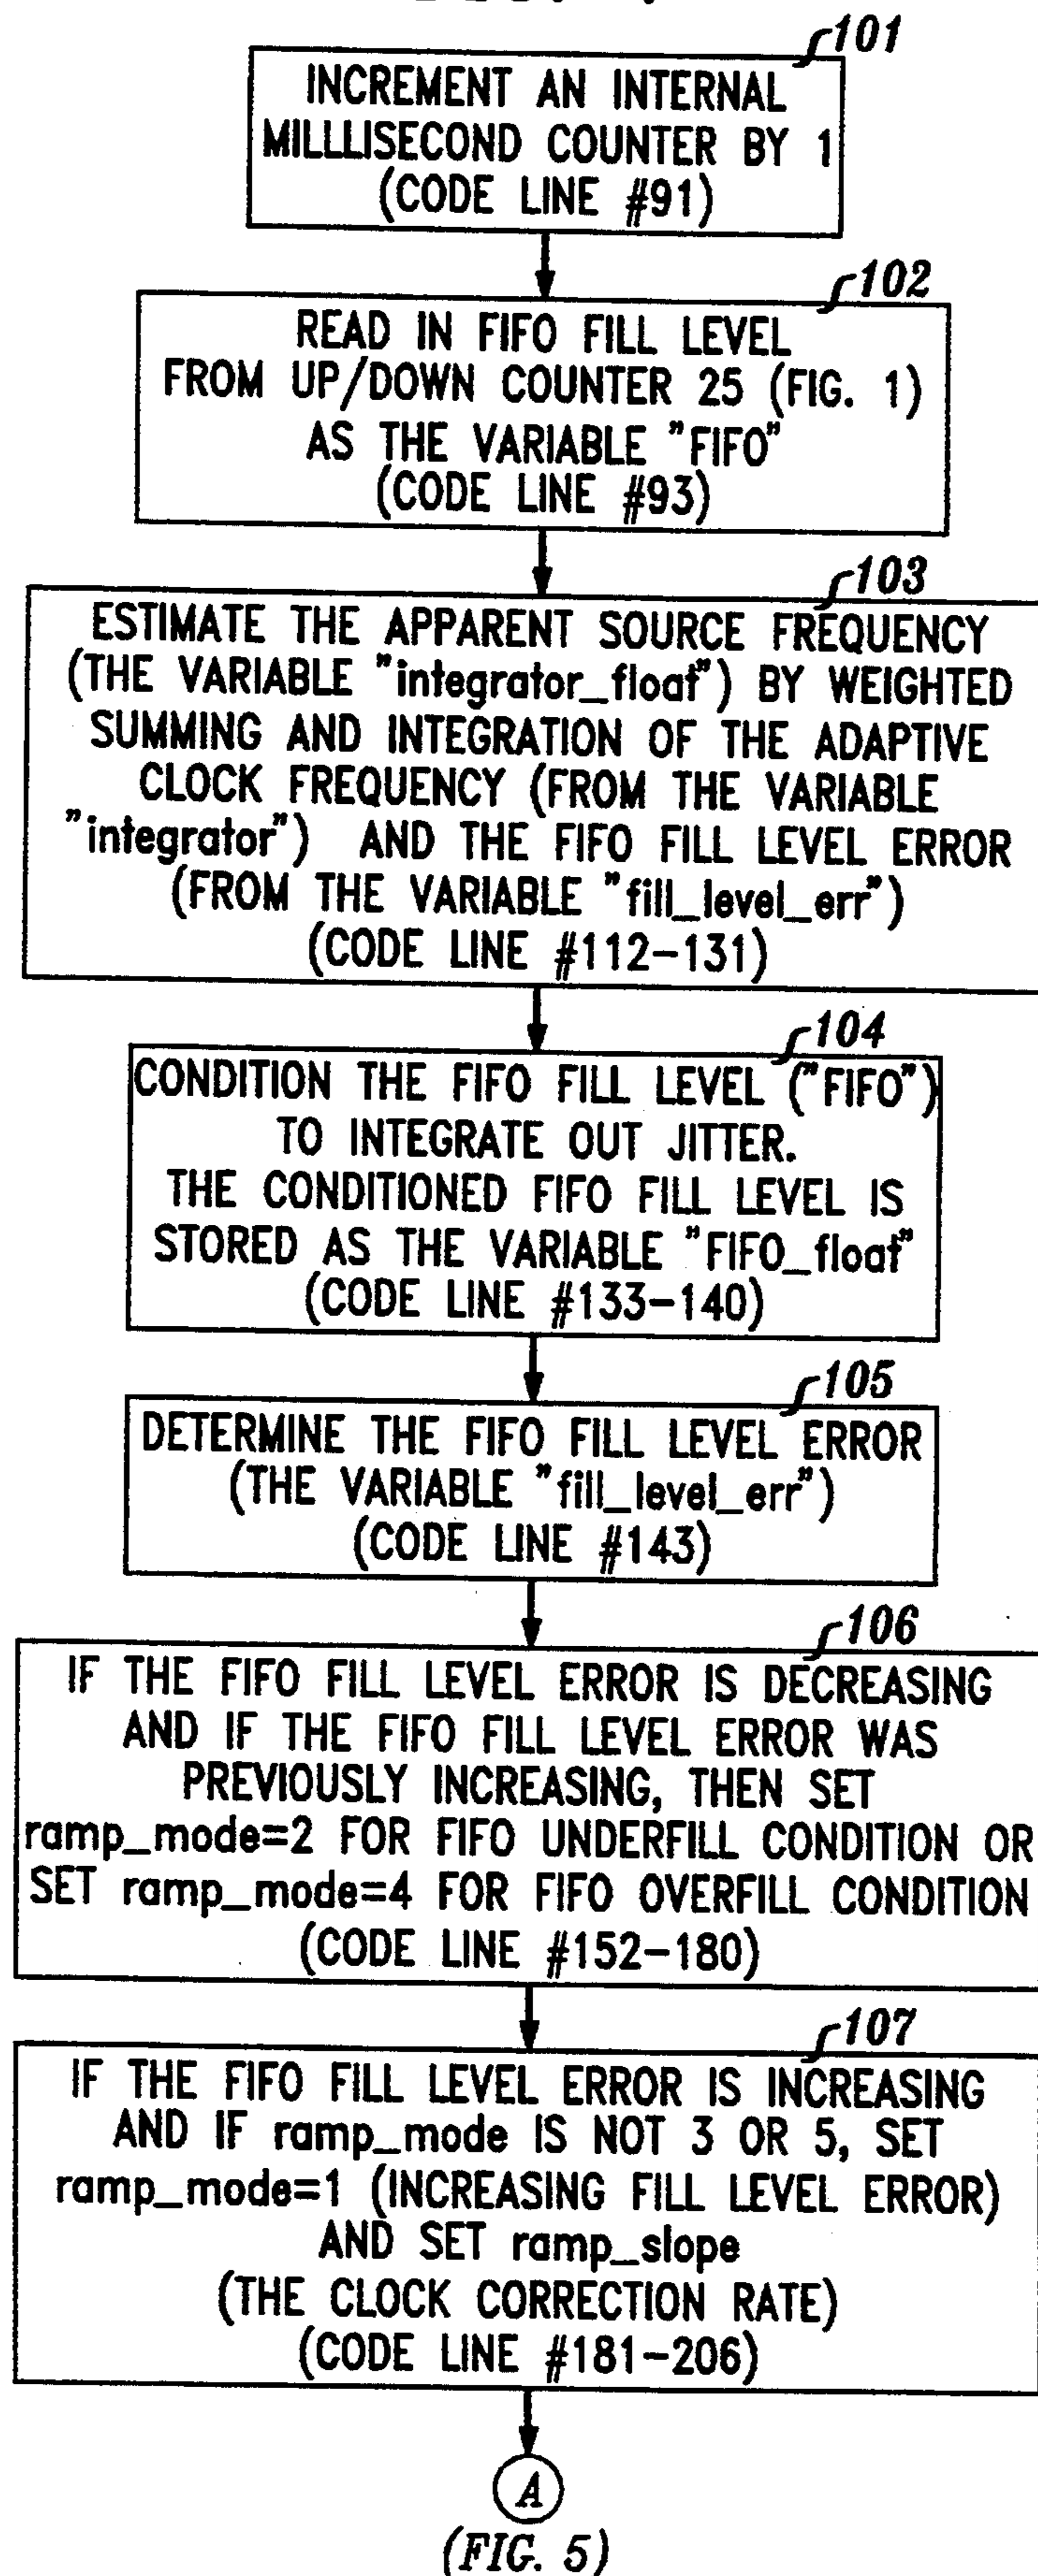 101
INCREMENT AN INTERNAL
MILLLISECOND COUNTER BY 1
(CODE LINE #91)
102
READ IN FIFO FILL LEVEL
FROM UP/DOWN COUNTER 25 (FIG. 1)
AS THE VARIABLE "FIFO"
(CODE LINE #93)
103
ESTIMATE THE APPARENT SOURCE FREQUENCY
(THE VARIABLE "integrator_float") BY WEIGHTED
SUMMING AND INTEGRATION OF THE ADAPTIVE
CLOCK FREQUENCY (FROM THE VARIABLE
"integrator") AND THE FIFO FILL LEVEL ERROR
(FROM THE VARIABLE "fill_level_err")
(CODE LINE #112-131)
104
CONDITION THE FIFO FILL LEVEL ("FIFO")
TO INTEGRATE OUT JITTER.
THE CONDITIONED FIFO FILL LEVEL IS
STORED AS THE VARIABLE "FIFO_float"
(CODE LINE #133-140)
105
DETERMINE THE FIFO FILL LEVEL ERROR
(THE VARIABLE "fill_level_err")
(CODE LINE #143)
106
IF THE FIFO FILL LEVEL ERROR IS DECREASING
AND IF THE FIFO FILL LEVEL ERROR WAS
PREVIOUSLY INCREASING, THEN SET
ramp_mode=2 FOR FIFO UNDERFILL CONDITION OR
SET ramp_mode=4 FOR FIFO OVERFILL CONDITION
(CODE LINE #152-180)
107
IF THE FIFO FILL LEVEL ERROR IS INCREASING
AND IF ramp_mode IS NOT 3 OR 5, SET
ramp_mode=1 (INCREASING FILL LEVEL ERROR)
AND SET ramp_slope
(THE CLOCK CORRECTION RATE)
(CODE LINE #181-206)
A
(FIG. 5)